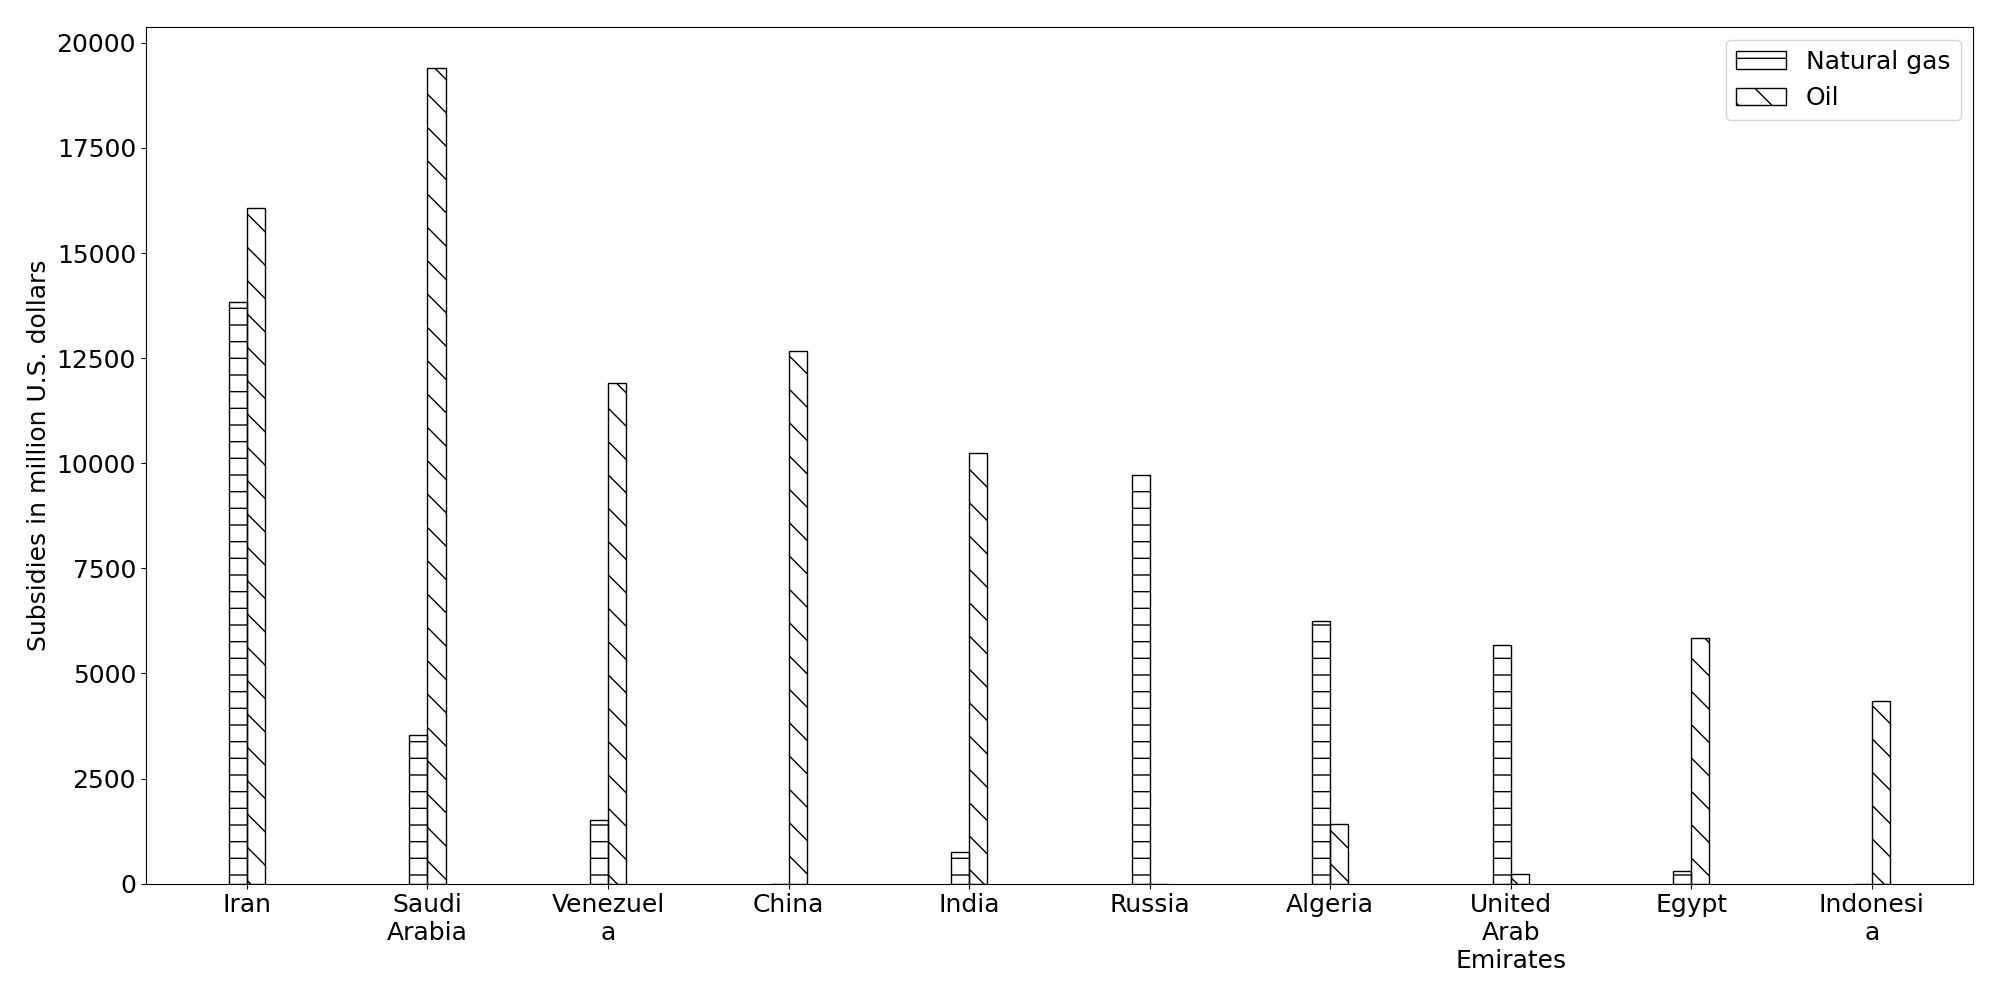 20000
17500
15000
12500
10000
7500
5000
2500
0
Subsidies in million U.S. dollars
Natural gas
Oil
Iran
Saudi
Arabia
Venezuel
a
China
India
Russia
Algeria
United
Arab
Emirates
Egypt
Indonesi
a